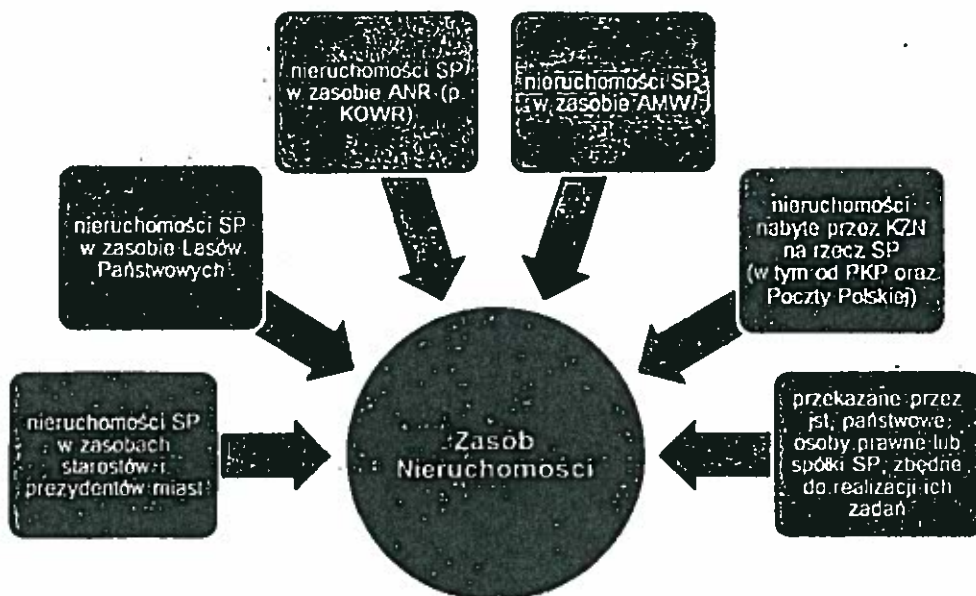 nieruchomości SP
w zasobie ANR (p.
KOWR)
nieruchomości SP
w zasobie AMW
nieruchomości SP
w zasobie Lasów
Państwowych
nieruchomości
nabyte przez KZN
na rzecz SP
(w tym od PKP oraz
Poczty Polskiej)
nieruchomości SP
w zasobach
starostów i
prezydentów miast
Zasób
Nieruchomości
przekazane przez
jst, państwowe
osoby prawne lub
spółki SP, zbędne
do realizacji ich
zadań